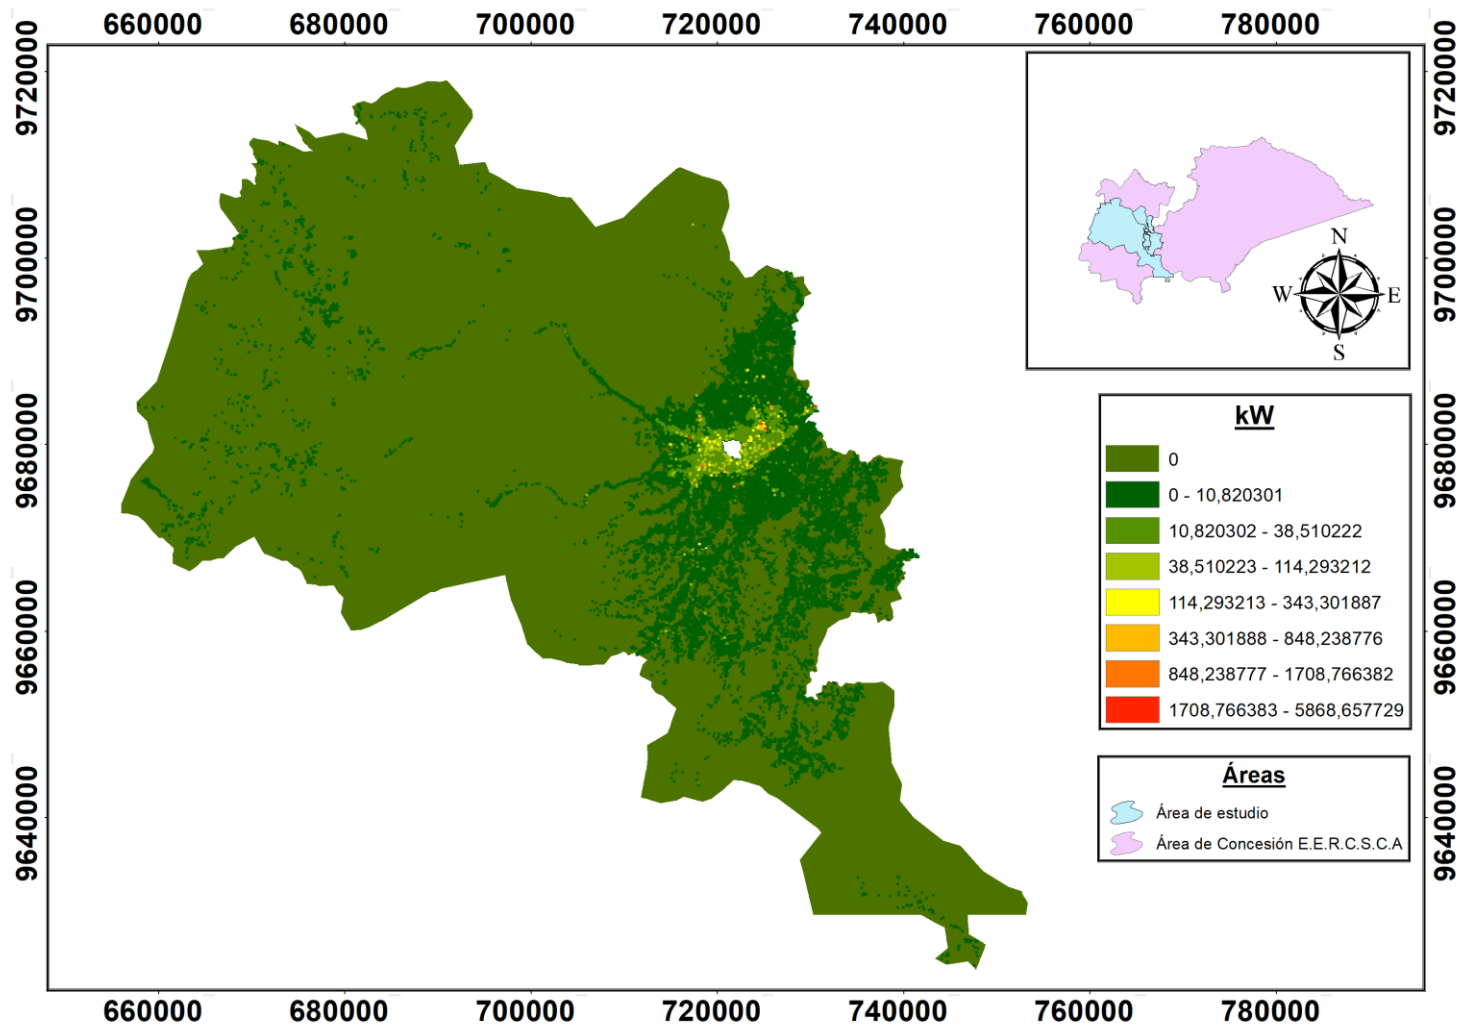 660000 680000 700000 720000 740000 760000 780000
9720000
9700000
9680000
9660000
9640000
9720000
9700000
9680000
9660000
9640000
N
W E
S
kW
0
0 - 10,820301
10,820302 - 38,510222
38,510223 - 114,293212
114,293213 - 343,301887
343,301888 - 848,238776
848,238777 - 1708,766382
1708,766383 - 5868,657729
Áreas
Área de estudio
Área de Concesión E.E.R.C.S.C.A
660000 680000 700000 720000 740000 760000 780000